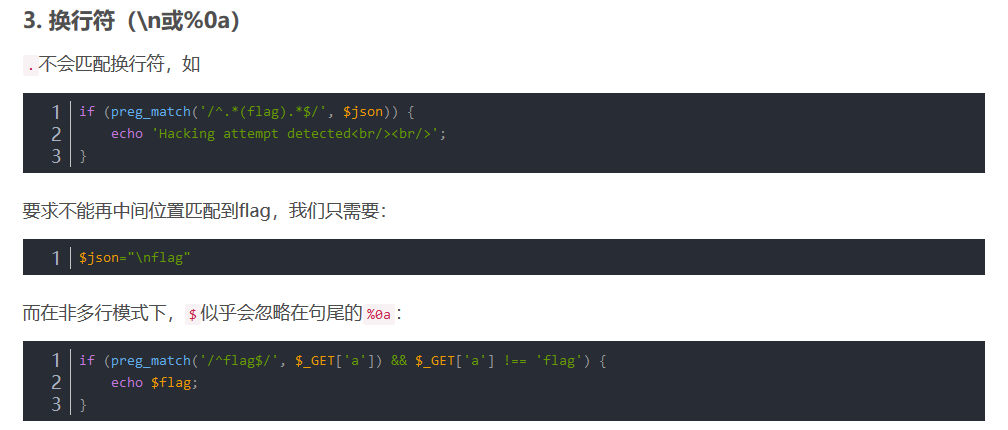 3. 换行符（\n或%0a）
.不会匹配换行符，如
1 if (preg_match('/^.*(flag).*$/', $json)) {
2     echo 'Hacking attempt detected<br/><br/>';
3 }
要求不能再中间位置匹配到flag，我们只需要：
1 $json="\nflag"
而在非多行模式下，$似乎会忽略在句尾的%0a：
1 if (preg_match('/^flag$/', $_GET['a']) && $_GET['a'] !== 'flag') {
2     echo $flag;
3 }